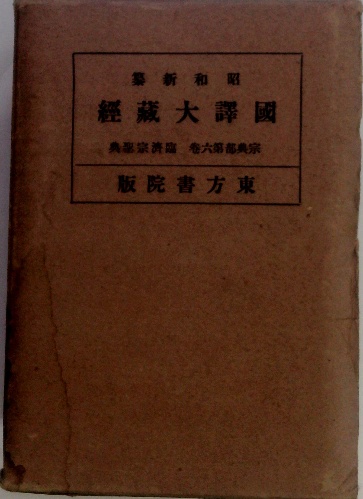 昭和新纂
國譯大藏經
宗典部第六巻 臨濟宗聖典
東方書院版